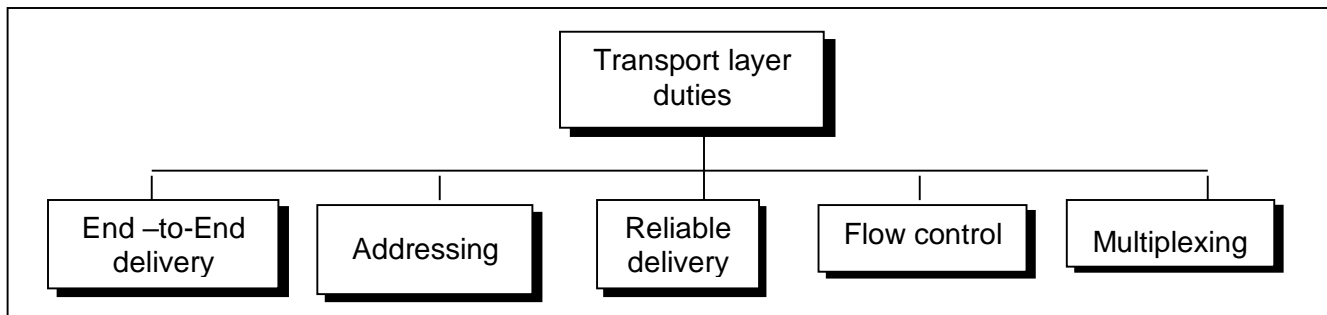 Transport layer
duties
End –to-End
delivery
Addressing
Reliable
delivery
Flow control
Multiplexing